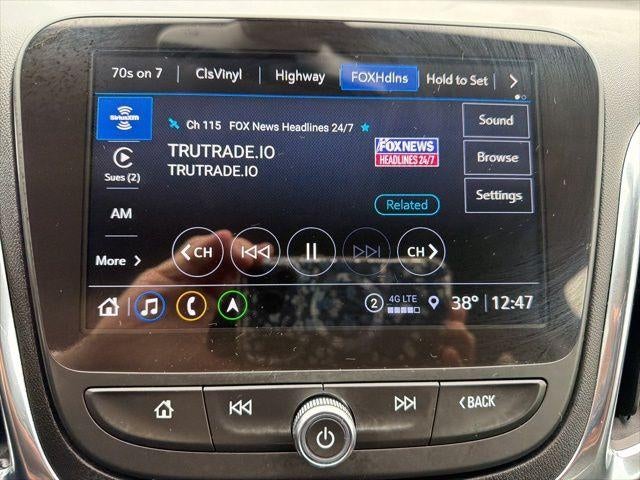 70s on 7 ClsVinyl Highway FOXHdlns Hold to Set
SiriusXM
Ch 115 FOX News Headlines 24/7
TRUTRADE.IO
TRUTRADE.IO
FOX NEWS
HEADLINES 24/7
Sound
Browse
Settings
Sues (2)
AM
More
Related
CH
CH
2 4G LTE 38° 12:47
BACK